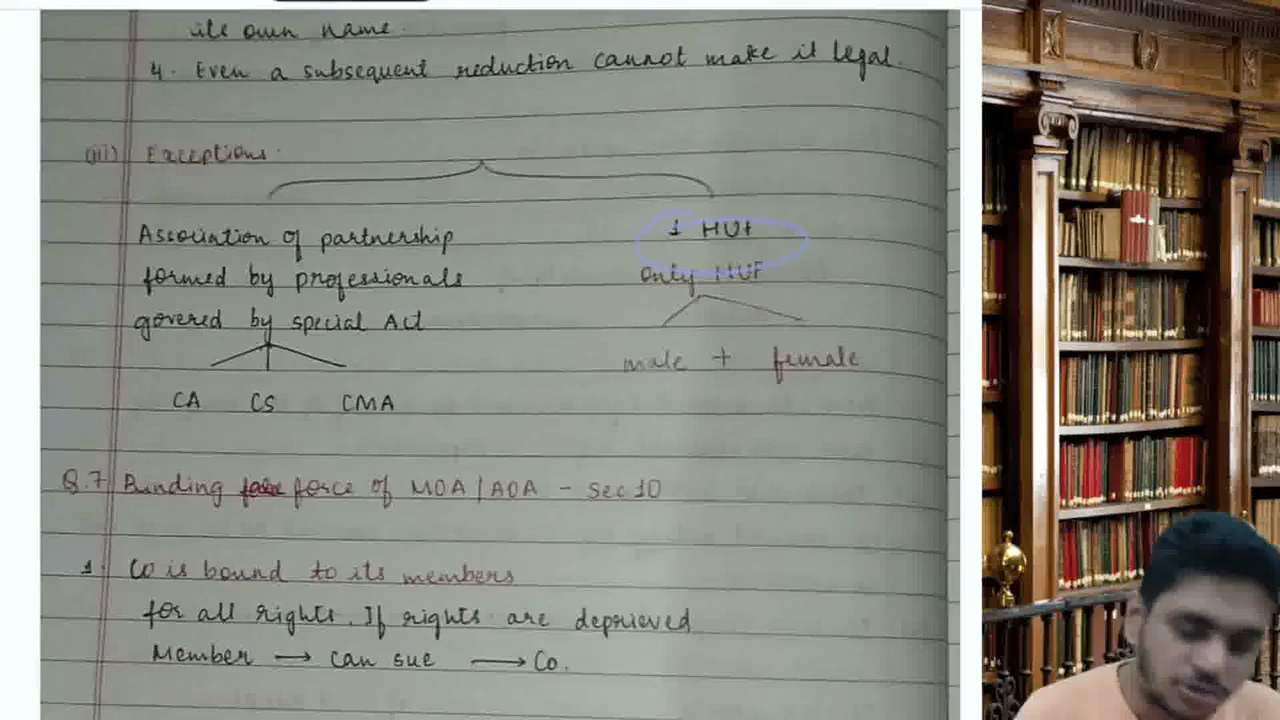 its own name.
4. Even a subsequent reduction cannot make it legal.
(iii) Exceptions.
Association of partnership
formed by professionals
govered by special Act
CA CS CMA
1 HUF
Only HUF
male + female
Q.7 Binding force of MOA/AOA - sec 10
1. Co is bound to its members
for all rights. If rights are deprieved
Member → can sue → Co.